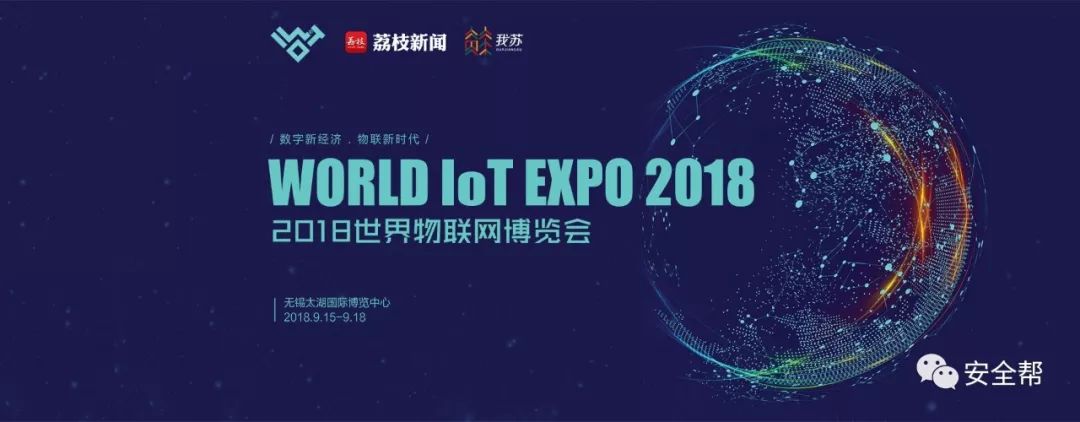 荔枝 荔枝新闻 我苏
/ 数字新经济 . 物联新时代 /
WORLD IoT EXPO 2018
2018世界物联网博览会
无锡太湖国际博览中心
2018.9.15-9.18
安全帮